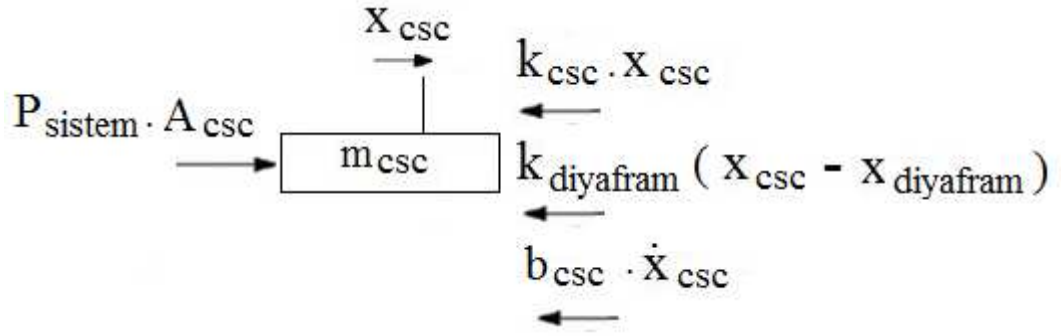 x csc
k csc . x csc
P sistem . A csc
m csc
k diyafram ( x csc - x diyafram )
b csc . ẋ csc